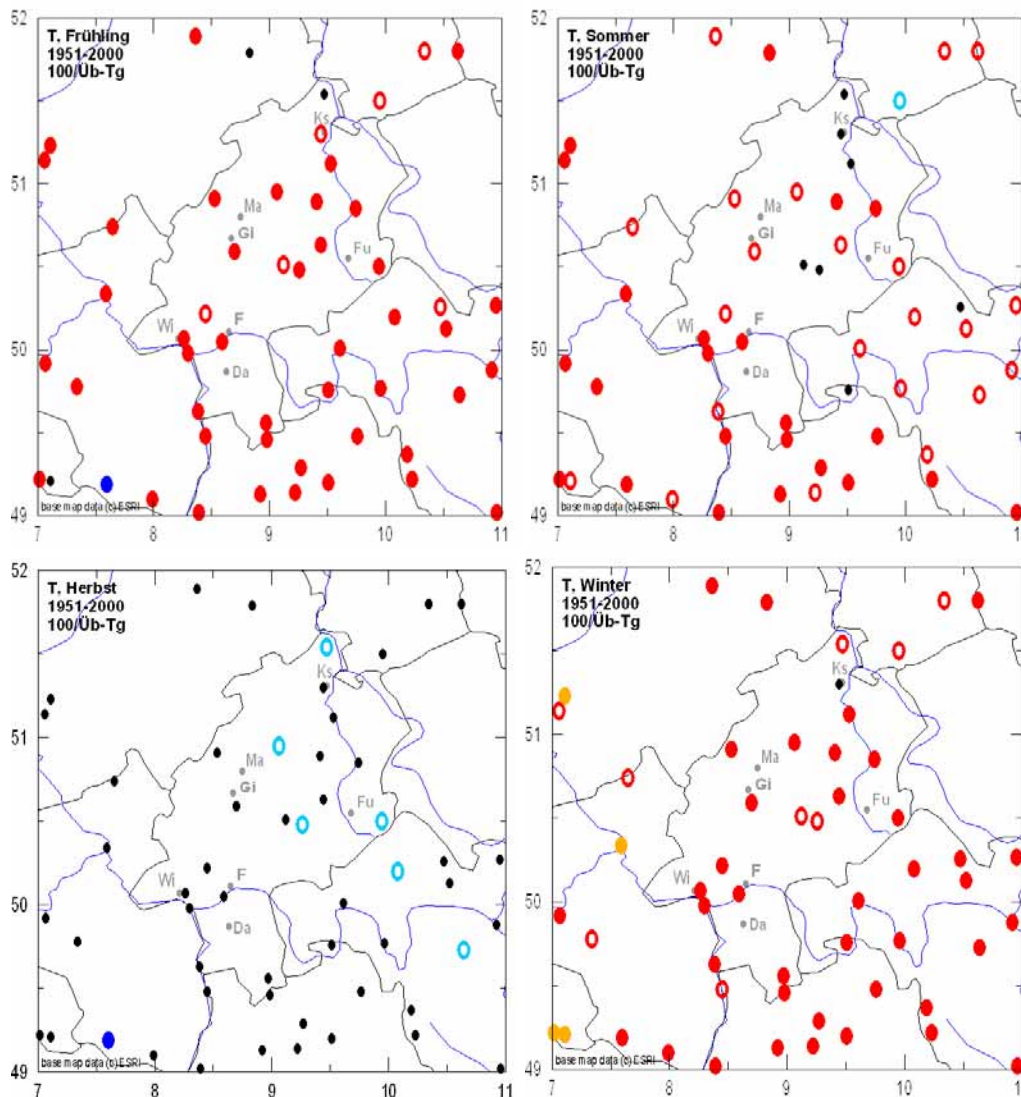 52
T, Frühling
1951-2000
100/Üb-Tg
Ks
51
Ma
Gi
Fu
F
Wi
50
Da
base map data (c) ESRI
49
7 8 9 10 11
52
T, Sommer
1951-2000
100/Üb-Tg
Ks
51
Ma
Gi
Fu
F
Wi
50
Da
base map data (c) ESRI
49
7 8 9 10 11
52
T, Herbst
1951-2000
100/Üb-Tg
Ks
51
Ma
Gi
Fu
F
Wi
50
Da
base map data (c) ESRI
49
7 8 9 10 11
52
T, Winter
1951-2000
100/Üb-Tg
Ks
51
Ma
Gi
Fu
F
Wi
50
Da
base map data (c) ESRI
49
7 8 9 10 11